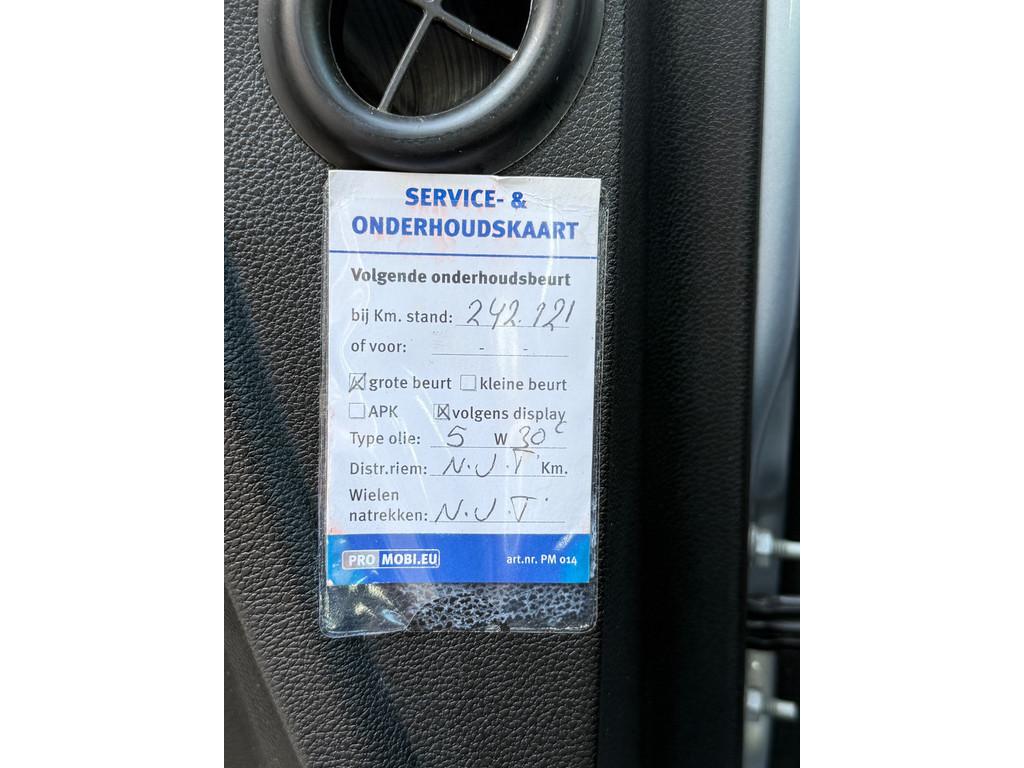 SERVICE- &
ONDERHOUDSKAART
Volgende onderhoudsbeurt
bij Km. stand: 242.121
of voor: - -
☒ grote beurt ☐ kleine beurt
☐ APK ☒ volgens display
Type olie: 5 W 30 C
Distr.riem: N.V.T Km.
Wielen
natrekken: N.V.T
PRO MOBI.EU art.nr. PM 014